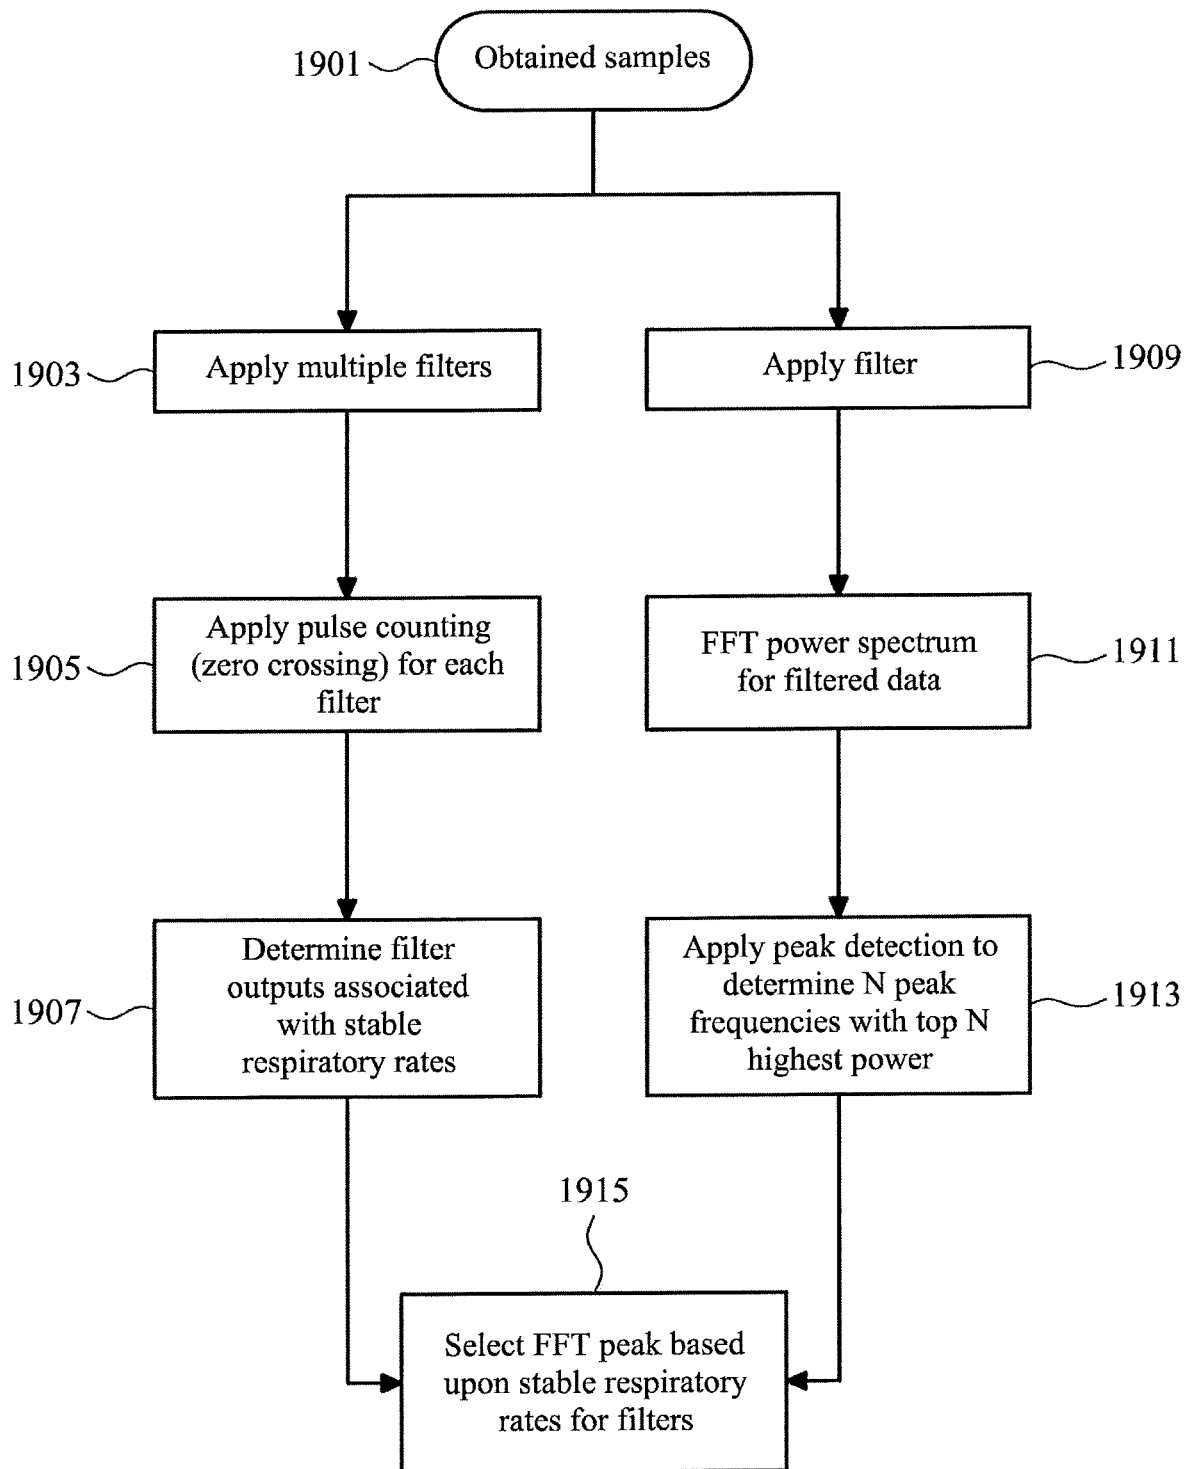 1901
Obtained samples
1903
Apply multiple filters
Apply filter
1909
1905
Apply pulse counting
(zero crossing) for each
filter
FFT power spectrum
for filtered data
1911
1907
Determine filter
outputs associated
with stable
respiratory rates
Apply peak detection to
determine N peak
frequencies with top N
highest power
1913
1915
Select FFT peak based
upon stable respiratory
rates for filters